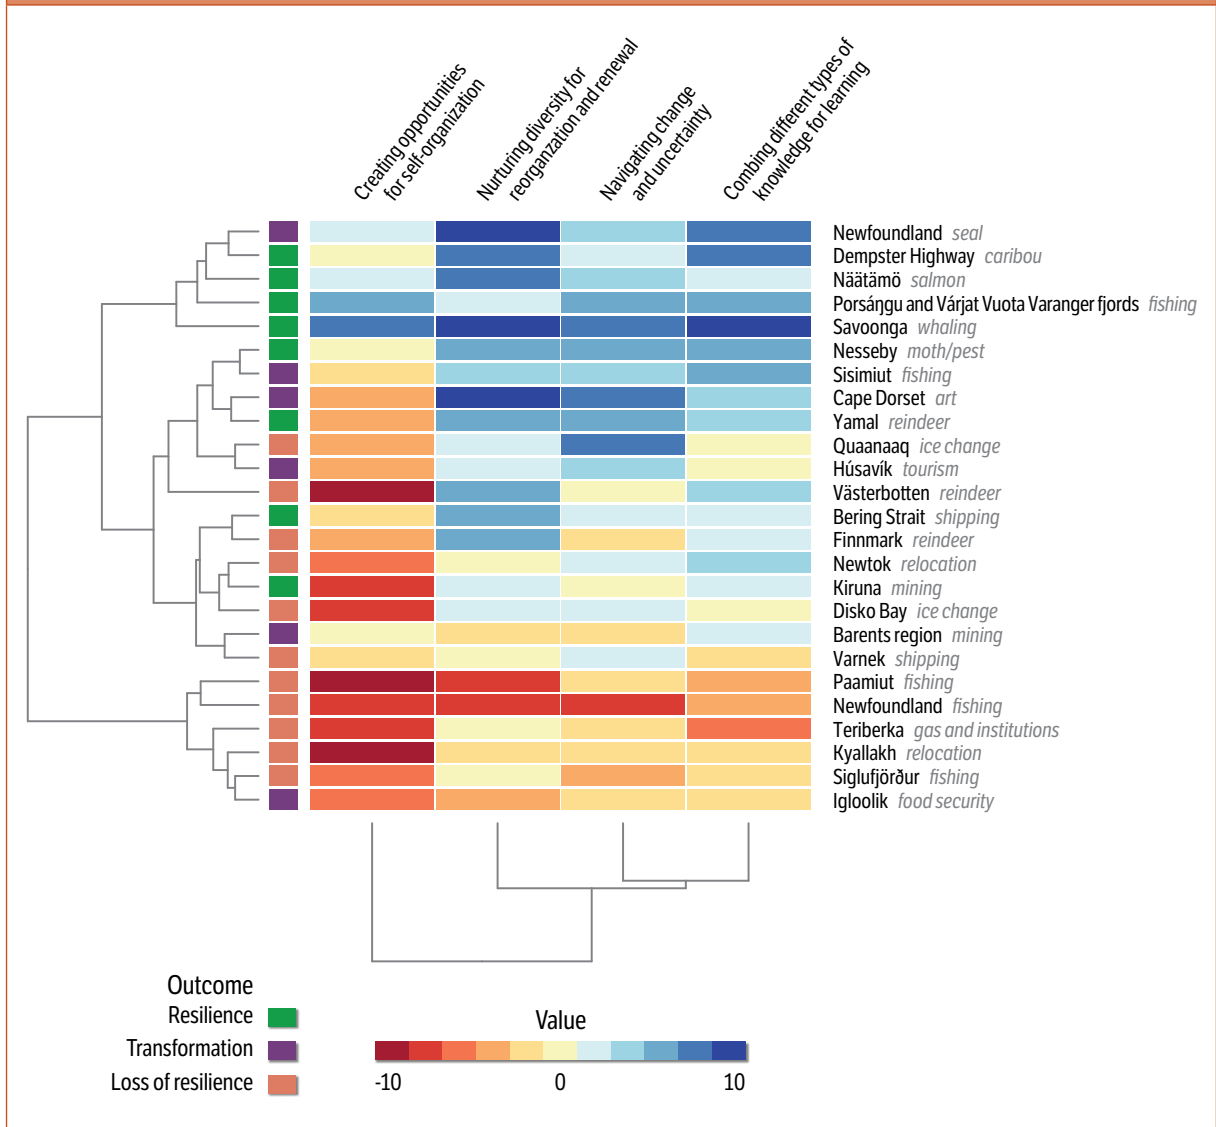 Creating opportunities
for self-organization
Nurturing diversity for
reorganzation and renewal
Navigating change
and uncertainty
Combing different types of
knowledge for learning
Newfoundland seal
Dempster Highway caribou
Näätämö salmon
Porsáŋgu and Várjat Vuota Varanger fjords fishing
Savoonga whaling
Nesseby moth/pest
Sisimiut fishing
Cape Dorset art
Yamal reindeer
Quaanaaq ice change
Húsavík tourism
Västerbotten reindeer
Bering Strait shipping
Finnmark reindeer
Newtok relocation
Kiruna mining
Disko Bay ice change
Barents region mining
Varnek shipping
Paamiut fishing
Newfoundland fishing
Teriberka gas and institutions
Kyallakh relocation
Siglufjörður fishing
Igloolik food security
Outcome
Resilience
Transformation
Loss of resilience
Value
-10 0 10